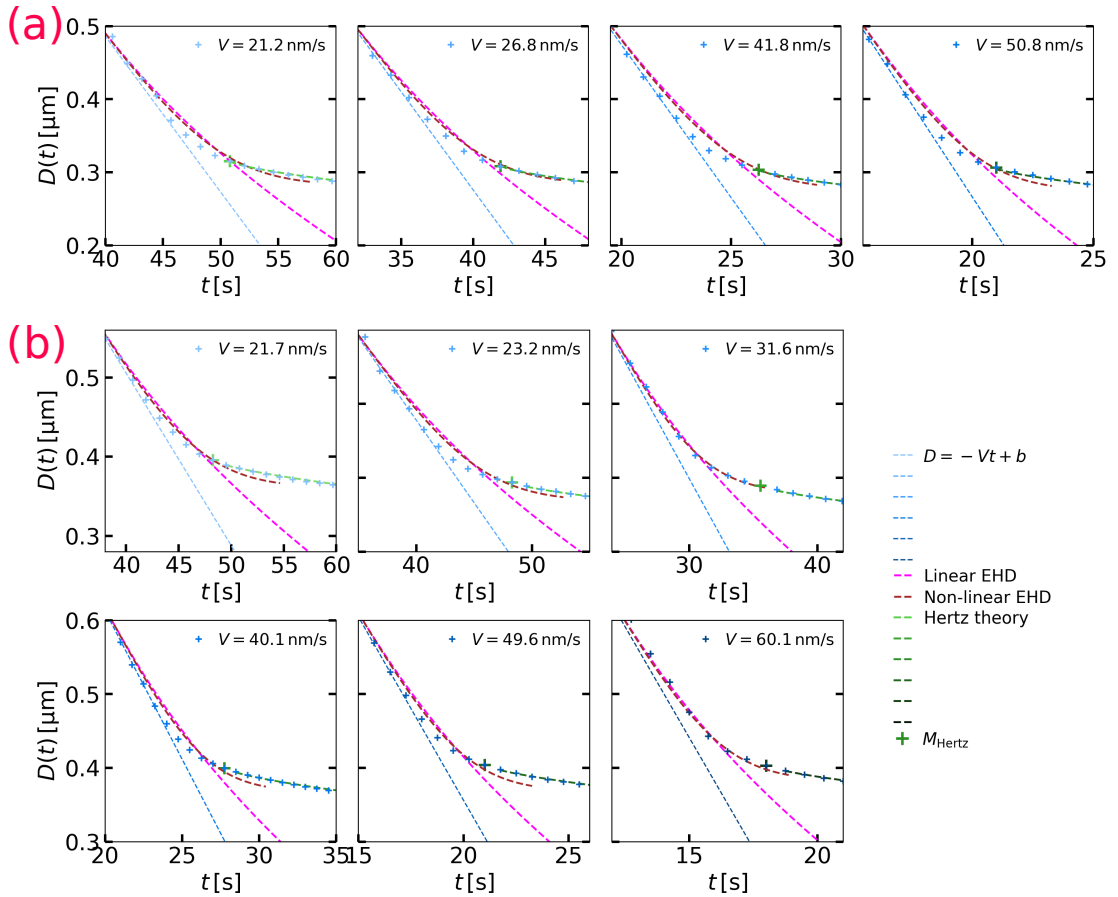 (a)
V = 21.2 nm/s
V = 26.8 nm/s
V = 41.8 nm/s
V = 50.8 nm/s
D(t) [μm]
0.5
0.4
0.3
0.2
40 45 50 55 60
35 40 45
20 25 30
20 25
t [s]
t [s]
t [s]
t [s]
(b)
V = 21.7 nm/s
V = 23.2 nm/s
V = 31.6 nm/s
D(t) [μm]
0.5
0.4
0.3
40 45 50 55 60
40 50
30 40
t [s]
t [s]
t [s]
V = 40.1 nm/s
V = 49.6 nm/s
V = 60.1 nm/s
D(t) [μm]
0.6
0.5
0.4
0.3
20 25 30 35
15 20 25
15 20
t [s]
t [s]
t [s]
D = −Vt + b
Linear EHD
Non-linear EHD
Hertz theory
M_Hertz